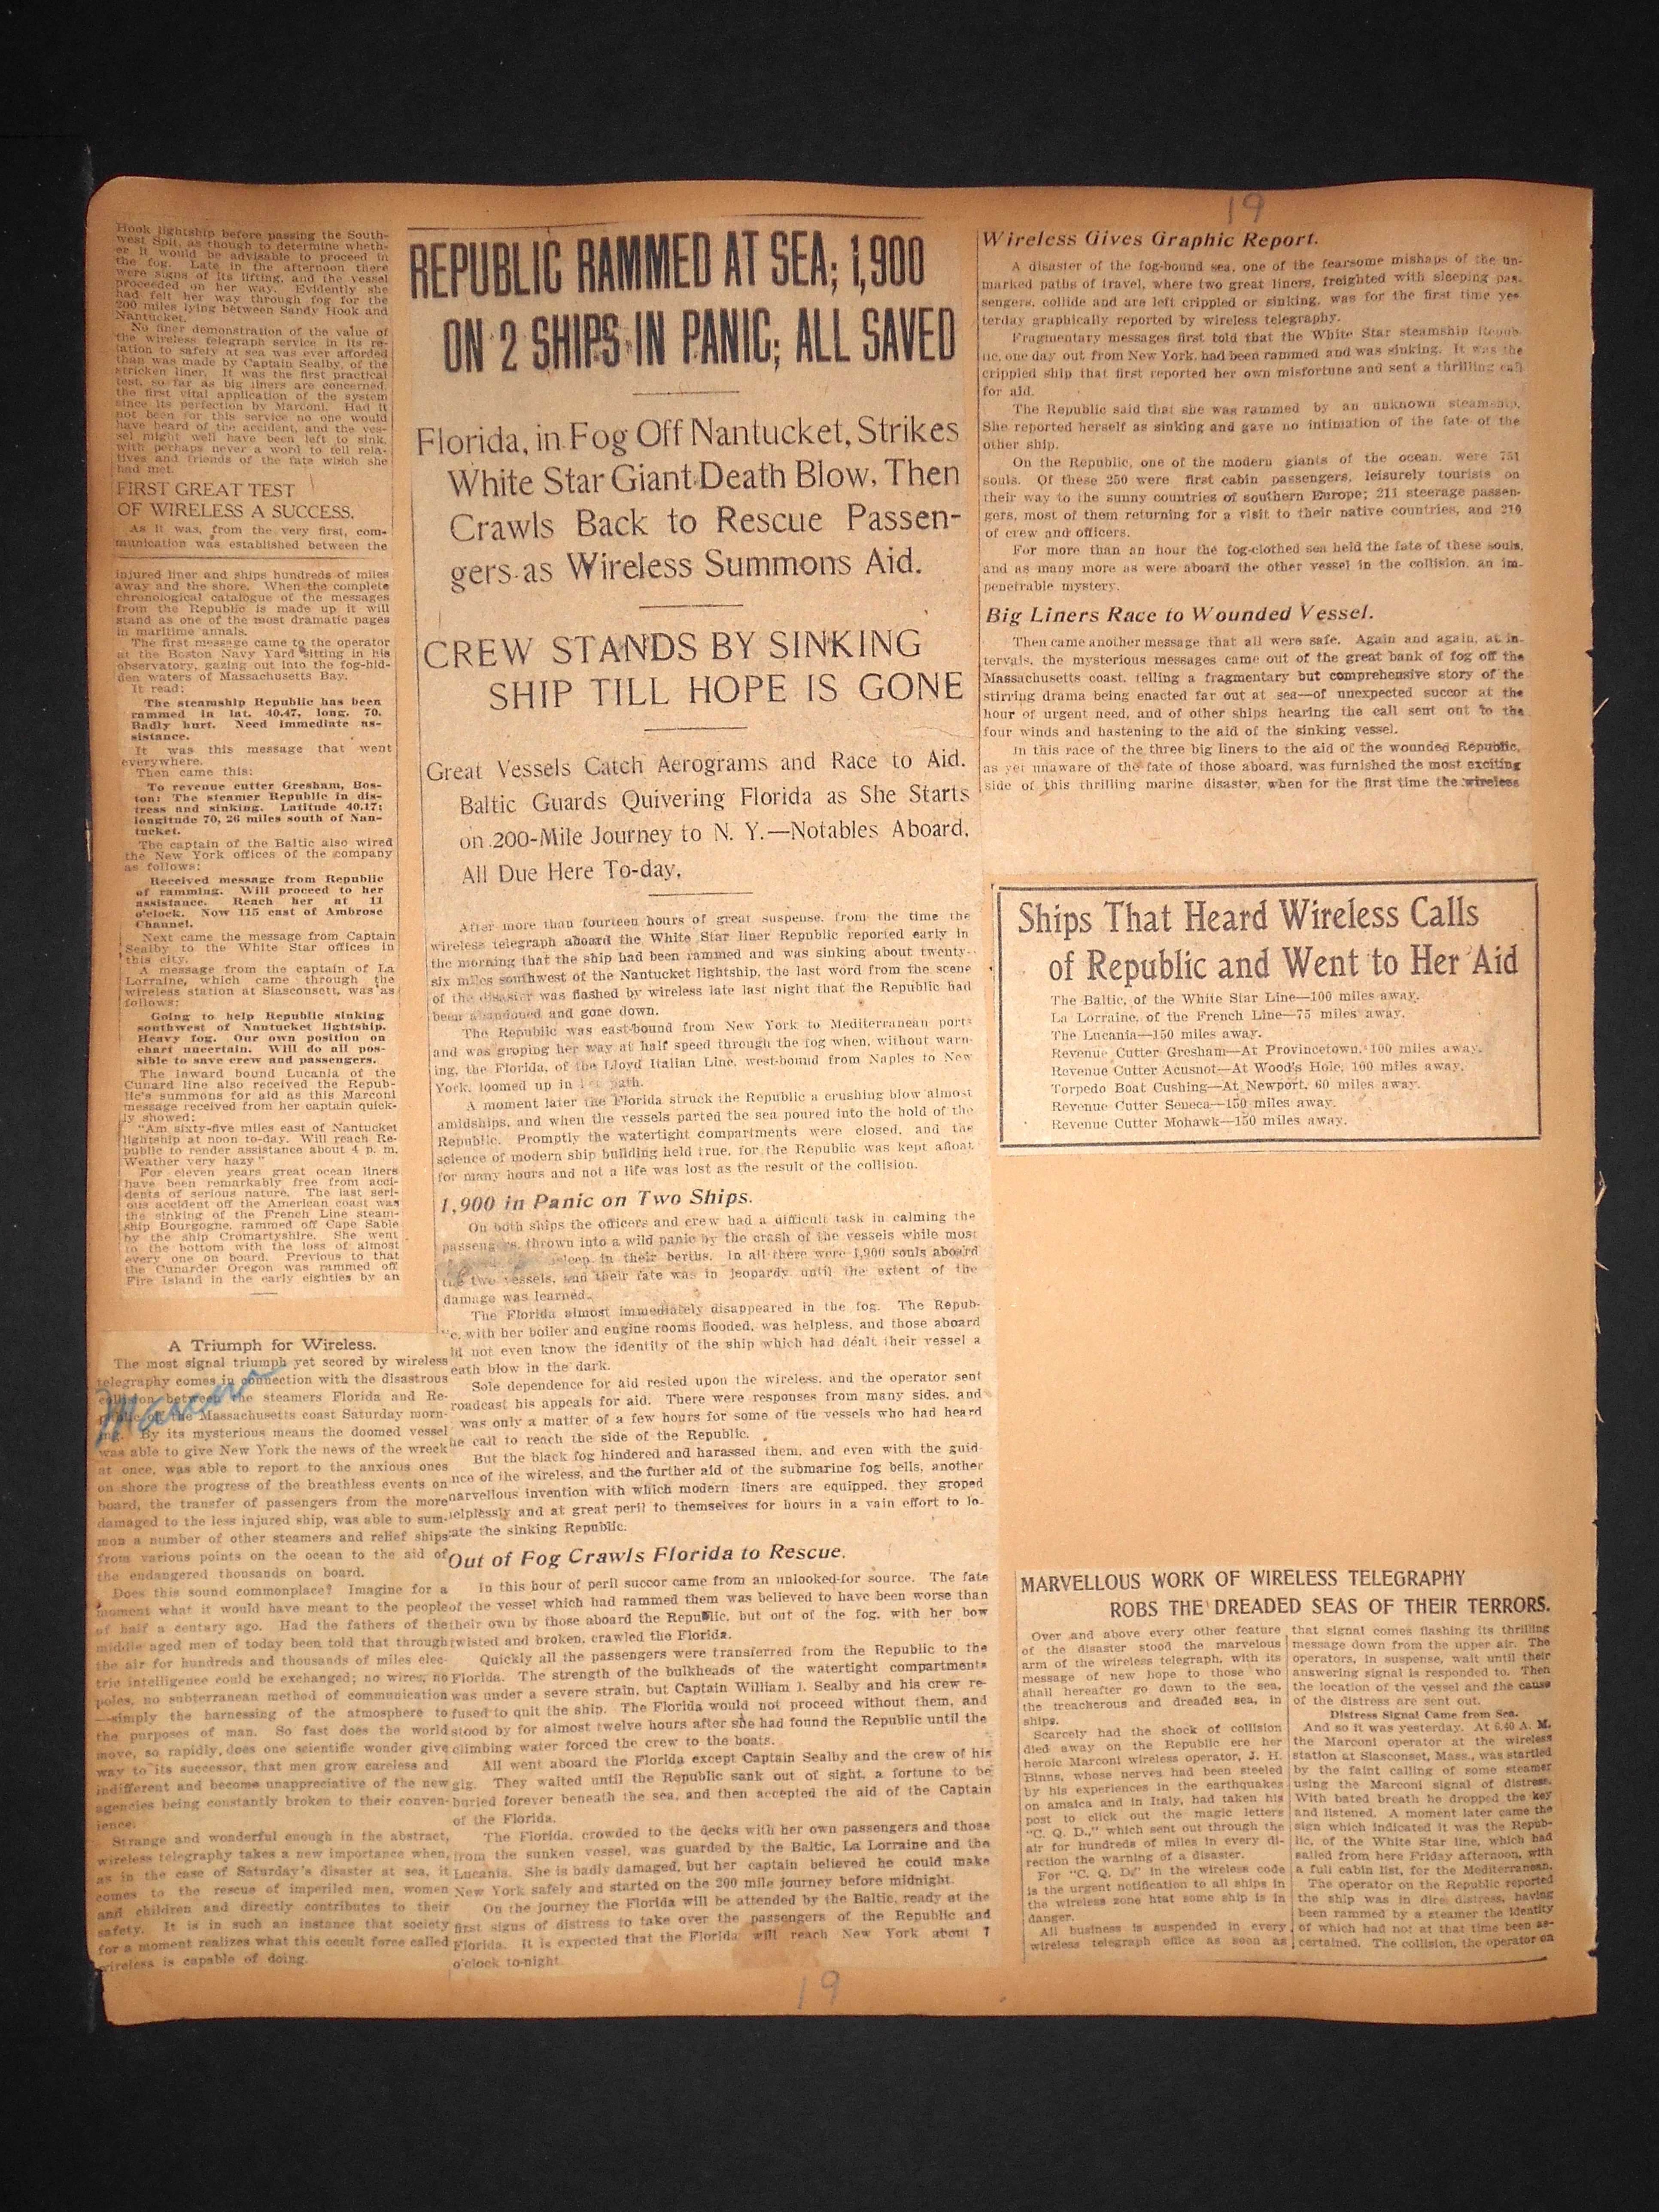 19
Hook lightship before passing the South-
west Spit, as though to determine wheth-
er it would be advisable to proceed in
the fog. Late in the afternoon there
were signs of its lifting, and the vessel
proceeded on her way. Evidently she
had felt her way through fog for the
200 miles lying between Sandy Hook and
Nantucket.
No finer demonstration of the value of
the wireless telegraph service in its re-
lation to safety at sea was ever afforded
than was made by Captain Sealby, of the
stricken liner. It was the first practical
test, so far as big liners are concerned,
the first vital application of the system
since its perfection by Marconi. Had it
not been for this service no one would
have heard of the accident, and the ves-
sel might well have been left to sink,
with perhaps never a word to tell rela-
tives and friends of the fate which she
had met.
FIRST GREAT TEST
OF WIRELESS A SUCCESS.
As it was, from the very first, com-
munication was established between the
injured liner and ships hundreds of miles
away and the shore. When the complete
chronological catalogue of the messages
from the Republic is made up it will
stand as one of the most dramatic pages
in maritime annals.
The first message came to the operator
at the Boston Navy Yard sitting in his
observatory, gazing out into the fog-hid-
den waters of Massachusetts Bay.
It read:
The steamship Republic has been
rammed in lat. 40.47, long. 70.
Badly hurt. Need immediate as-
sistance.
It was this message that went
everywhere.
Then came this:
To revenue cutter Gresham, Bos-
ton: The steamer Republic in dis-
tress and sinking. Latitude 40.17;
longitude 70, 26 miles south of Nan-
tucket.
The captain of the Baltic also wired
the New York offices of the company
as follows:
Received message from Republic
of ramming. Will proceed to her
assistance. Reach her at 11
o'clock. Now 115 east of Ambrose
Channel.
Next came the message from Captain
Sealby to the White Star offices in
this city.
A message from the captain of La
Lorraine, which came through the
wireless station at Siasconsett, was as
follows:
Going to help Republic sinking
southwest of Nantucket lightship.
Heavy fog. Our own position on
chart uncertain. Will do all pos-
sible to save crew and passengers.
The inward bound Lucania of the
Cunard line also received the Repub-
lic's summons for aid as this Marconi
message received from her captain quick-
ly showed:
"Am sixty-five miles east of Nantucket
lightship at noon to-day. Will reach Re-
public to render assistance about 4 p. m.
Weather very hazy"
For eleven years great ocean liners
have been remarkably free from acci-
dents of serious nature. The last seri-
ous accident off the American coast was
the sinking of the French Line steam-
ship Bourgogne, rammed off Cape Sable
by the ship Cromartyshire. She went
to the bottom with the loss of almost
every one on board. Previous to that
the Cunarder Oregon was rammed off
Fire Island in the early eighties by an
A Triumph for Wireless.
The most signal triumph yet scored by wireless
telegraphy comes in connection with the disastrous
collision between the steamers Florida and Re-
public off the Massachusetts coast Saturday morn-
ing. By its mysterious means the doomed vessel
was able to give New York the news of the wreck
at once, was able to report to the anxious ones
on shore the progress of the breathless events on
board, the transfer of passengers from the more
damaged to the less injured ship, was able to sum-
mon a number of other steamers and relief ships
from various points on the ocean to the aid of
the endangered thousands on board.
Does this sound commonplace? Imagine for a
moment what it would have meant to the people
of half a century ago. Had the fathers of the
middle aged men of today been told that through
the air for hundreds and thousands of miles elec-
tric intelligence could be exchanged; no wires, no
poles, no subterranean method of communication
—simply the harnessing of the atmosphere to
the purposes of man. So fast does the world
move, so rapidly does one scientific wonder give
way to its successor, that men grow careless and
indifferent and become unappreciative of the new
agencies being constantly broken to their conven-
ience.
Strange and wonderful enough in the abstract,
wireless telegraphy takes a new importance when,
as in the case of Saturday's disaster at sea, it
comes to the rescue of imperiled men, women
and children and directly contributes to their
safety. It is in such an instance that society
for a moment realizes what this occult force called
wireless is capable of doing.
REPUBLIC RAMMED AT SEA; 1,900
ON 2 SHIPS IN PANIC; ALL SAVED
Florida, in Fog Off Nantucket, Strikes
White Star Giant Death Blow, Then
Crawls Back to Rescue Passen-
gers as Wireless Summons Aid.
CREW STANDS BY SINKING
SHIP TILL HOPE IS GONE
Great Vessels Catch Aerograms and Race to Aid.
Baltic Guards Quivering Florida as She Starts
on 200-Mile Journey to N. Y.—Notables Aboard,
All Due Here To-day.
After more than fourteen hours of great suspense, from the time the
wireless telegraph aboard the White Star liner Republic reported early in
the morning that the ship had been rammed and was sinking about twenty-
six miles southwest of the Nantucket lightship, the last word from the scene
of the disaster was flashed by wireless late last night that the Republic had
been abandoned and gone down.
The Republic was east-bound from New York to Mediterranean ports
and was groping her way at half speed through the fog when, without warn-
ing, the Florida, of the Lloyd Italian Line, west-bound from Naples to New
York, loomed up in her path.
A moment later the Florida struck the Republic a crushing blow almost
amidships, and when the vessels parted the sea poured into the hold of the
Republic. Promptly the watertight compartments were closed, and the
science of modern ship building held true, for the Republic was kept afloat
for many hours and not a life was lost as the result of the collision.
1,900 in Panic on Two Ships.
On both ships the officers and crew had a difficult task in calming the
passengers, thrown into a wild panic by the crash of the vessels while most
asleep in their berths. In all there were 1,900 souls aboard
the two vessels, and their fate was in jeopardy until the extent of the
damage was learned.
The Florida almost immediately disappeared in the fog. The Repub-
c, with her boiler and engine rooms flooded, was helpless, and those aboard
id not even know the identity of the ship which had dealt their vessel a
eath blow in the dark.
Sole dependence for aid rested upon the wireless, and the operator sent
roadcast his appeals for aid. There were responses from many sides, and
was only a matter of a few hours for some of the vessels who had heard
he call to reach the side of the Republic.
But the black fog hindered and harassed them, and even with the guid-
nce of the wireless, and the further aid of the submarine fog bells, another
narvellous invention with which modern liners are equipped, they groped
elplessly and at great peril to themselves for hours in a vain effort to lo-
ate the sinking Republic.
Out of Fog Crawls Florida to Rescue.
In this hour of peril succor came from an unlooked-for source. The fate
of the vessel which had rammed them was believed to have been worse than
their own by those aboard the Republic, but out of the fog, with her bow
twisted and broken, crawled the Florida.
Quickly all the passengers were transferred from the Republic to the
Florida. The strength of the bulkheads of the watertight compartments
was under a severe strain, but Captain William I. Sealby and his crew re-
fused to quit the ship. The Florida would not proceed without them, and
stood by for almost twelve hours after she had found the Republic until the
climbing water forced the crew to the boats.
All went aboard the Florida except Captain Sealby and the crew of his
gig. They waited until the Republic sank out of sight, a fortune to be
buried forever beneath the sea, and then accepted the aid of the Captain
of the Florida.
The Florida, crowded to the decks with her own passengers and those
from the sunken vessel, was guarded by the Baltic, La Lorraine and the
Lucania. She is badly damaged, but her captain believed he could make
New York safely and started on the 200 mile journey before midnight.
On the journey the Florida will be attended by the Baltic, ready at the
first signs of distress to take over the passengers of the Republic and
Florida. It is expected that the Florida will reach New York about 7
o'clock to-night.
Wireless Gives Graphic Report.
A disaster of the fog-bound sea, one of the fearsome mishaps of the un-
marked paths of travel, where two great liners, freighted with sleeping pas-
sengers, collide and are left crippled or sinking, was for the first time yes-
terday graphically reported by wireless telegraphy.
Fragmentary messages first told that the White Star steamship Repub-
lic, one day out from New York, had been rammed and was sinking. It was the
crippled ship that first reported her own misfortune and sent a thrilling call
for aid.
The Republic said that she was rammed by an unknown steamship.
She reported herself as sinking and gave no intimation of the fate of the
other ship.
On the Republic, one of the modern giants of the ocean, were 751
souls. Of these 250 were first cabin passengers, leisurely tourists on
their way to the sunny countries of southern Europe; 211 steerage passen-
gers, most of them returning for a visit to their native countries, and 210
of crew and officers.
For more than an hour the fog-clothed sea held the fate of these souls,
and as many more as were aboard the other vessel in the collision, an im-
penetrable mystery.
Big Liners Race to Wounded Vessel.
Then came another message that all were safe. Again and again, at in-
tervals, the mysterious messages came out of the great bank of fog off the
Massachusetts coast, telling a fragmentary but comprehensive story of the
stirring drama being enacted far out at sea—of unexpected succor at the
hour of urgent need, and of other ships hearing the call sent out to the
four winds and hastening to the aid of the sinking vessel.
In this race of the three big liners to the aid of the wounded Republic,
as yet unaware of the fate of those aboard, was furnished the most exciting
side of this thrilling marine disaster, when for the first time the wireless
Ships That Heard Wireless Calls
of Republic and Went to Her Aid
The Baltic, of the White Star Line—100 miles away.
La Lorraine, of the French Line—75 miles away.
The Lucania—150 miles away.
Revenue Cutter Gresham—At Provincetown, 100 miles away.
Revenue Cutter Acusnot—At Wood's Hole, 100 miles away.
Torpedo Boat Cushing—At Newport, 60 miles away.
Revenue Cutter Seneca—150 miles away.
Revenue Cutter Mohawk—150 miles away.
MARVELLOUS WORK OF WIRELESS TELEGRAPHY
ROBS THE DREADED SEAS OF THEIR TERRORS.
Over and above every other feature
of the disaster stood the marvelous
arm of the wireless telegraph, with its
message of new hope to those who
shall hereafter go down to the sea,
the treacherous and dreaded sea, in
ships.
Scarcely had the shock of collision
died away on the Republic ere her
heroic Marconi wireless operator, J. H.
Binns, whose nerves had been steeled
by his experiences in the earthquakes
on amaica and in Italy, had taken his
post to click out the magic letters
"C. Q. D.," which sent out through the
air for hundreds of miles in every di-
rection the warning of a disaster.
For "C. Q. D." in the wireless code
is the urgent notification to all ships in
the wireless zone htat some ship is in
danger.
All business is suspended in every
wireless telegraph office as soon as
that signal comes flashing its thrilling
message down from the upper air. The
operators, in suspense, wait until their
answering signal is responded to. Then
the location of the vessel and the cause
of the distress are sent out.
Distress Signal Came from Sea.
And so it was yesterday. At 6.40 A. M.
the Marconi operator at the wireless
station at Siasconset, Mass., was startled
by the faint calling of some steamer
using the Marconi signal of distress.
With bated breath he dropped the key
and listened. A moment later came the
sign which indicated it was the Repub-
lic, of the White Star line, which had
sailed from here Friday afternoon, with
a full cabin list, for the Mediterranean.
The operator on the Republic reported
the ship was in dire distress, having
been rammed by a steamer the identity
of which had not at that time been as-
certained. The collision, the operator on
19